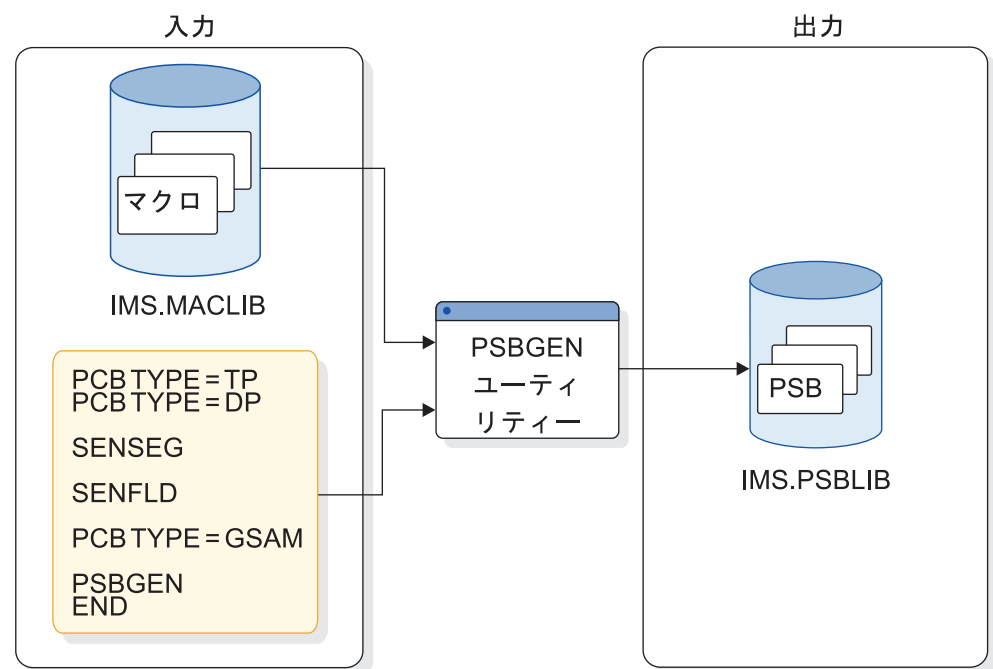 入力
マクロ
IMS.MACLIB
PCB TYPE = TP
PCB TYPE = DP
SENSEG
SENFLD
PCB TYPE = GSAM
PSBGEN
END
PSBGEN
ユーティ
リティー
出力
PSB
IMS.PSBLIB